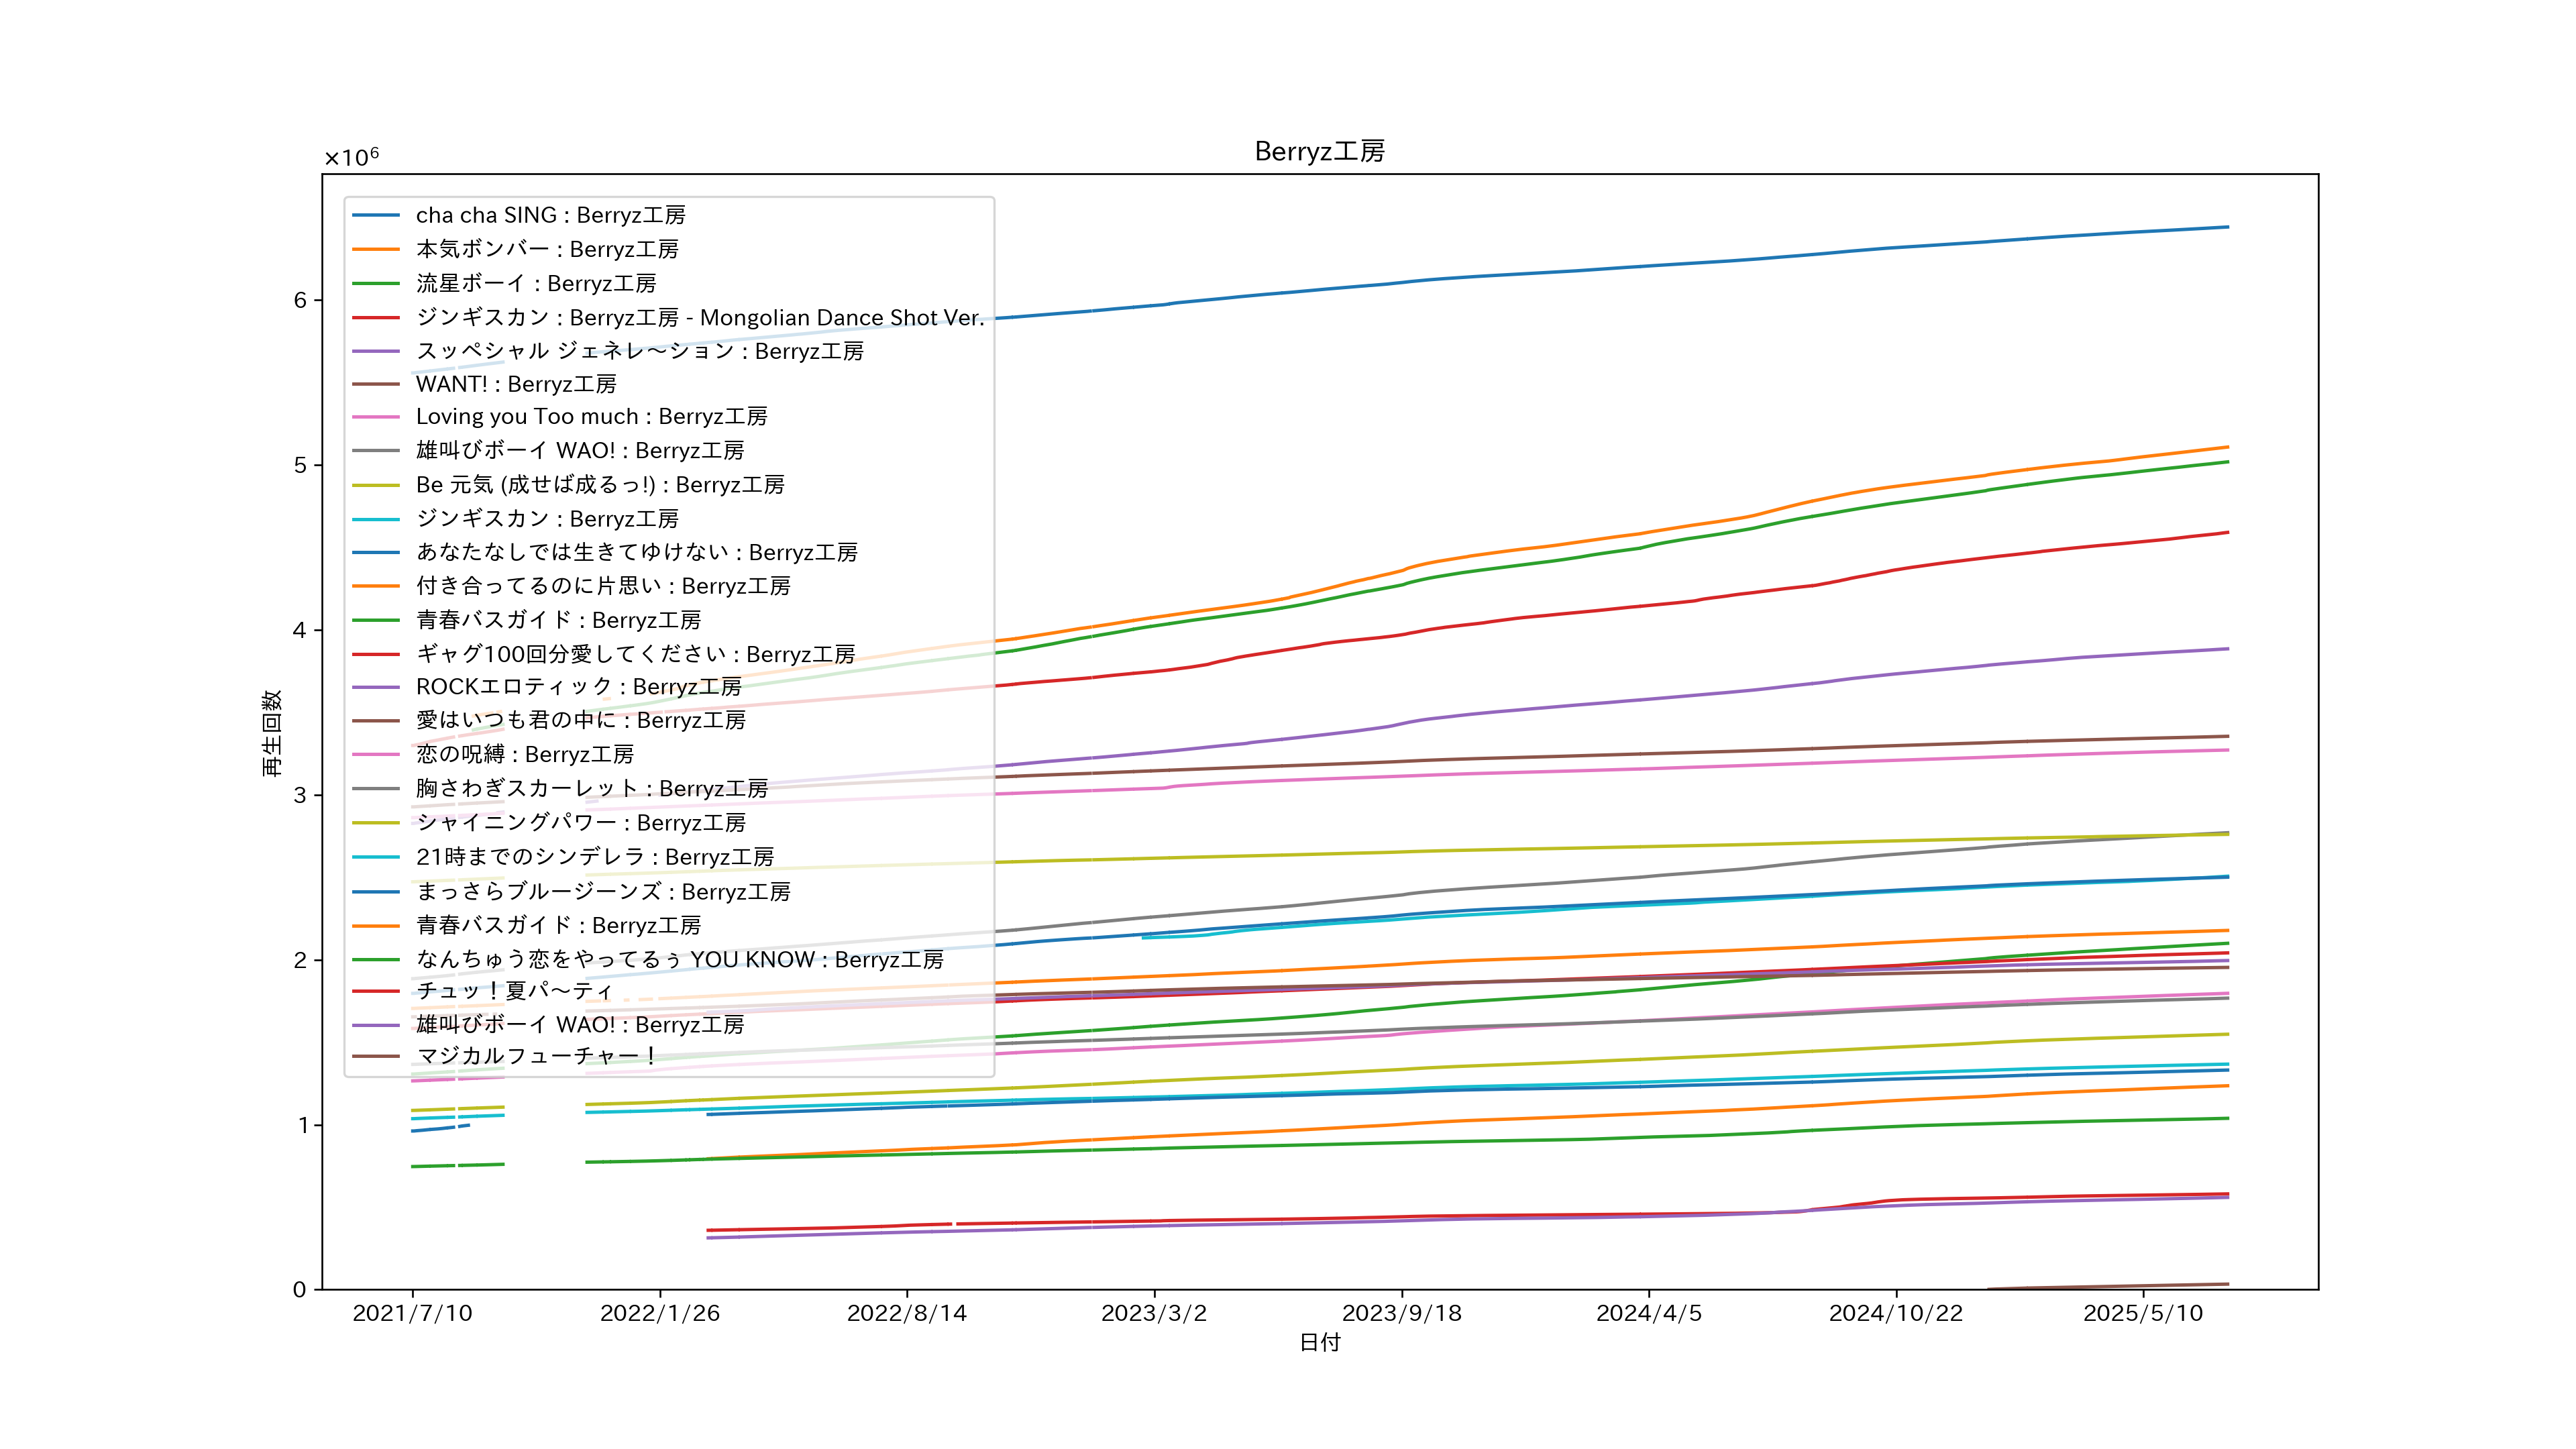 Berryz工房
×10⁶
cha cha SING : Berryz工房
本気ボンバー : Berryz工房
流星ボーイ : Berryz工房
ジンギスカン : Berryz工房 - Mongolian Dance Shot Ver.
スッペシャル ジェネレ〜ション : Berryz工房
WANT! : Berryz工房
Loving you Too much : Berryz工房
雄叫びボーイ WAO! : Berryz工房
Be 元気 (成せば成るっ!) : Berryz工房
ジンギスカン : Berryz工房
あなたなしでは生きてゆけない : Berryz工房
付き合ってるのに片思い : Berryz工房
青春バスガイド : Berryz工房
ギャグ100回分愛してください : Berryz工房
ROCKエロティック : Berryz工房
愛はいつも君の中に : Berryz工房
恋の呪縛 : Berryz工房
胸さわぎスカーレット : Berryz工房
シャイニングパワー : Berryz工房
21時までのシンデレラ : Berryz工房
まっさらブルージーンズ : Berryz工房
青春バスガイド : Berryz工房
なんちゅう恋をやってるぅ YOU KNOW : Berryz工房
チュッ！夏パ〜ティ
雄叫びボーイ WAO! : Berryz工房
マジカルフューチャー！
6
5
4
3
2
1
0
再生回数
2021/7/10 2022/1/26 2022/8/14 2023/3/2 2023/9/18 2024/4/5 2024/10/22 2025/5/10
日付